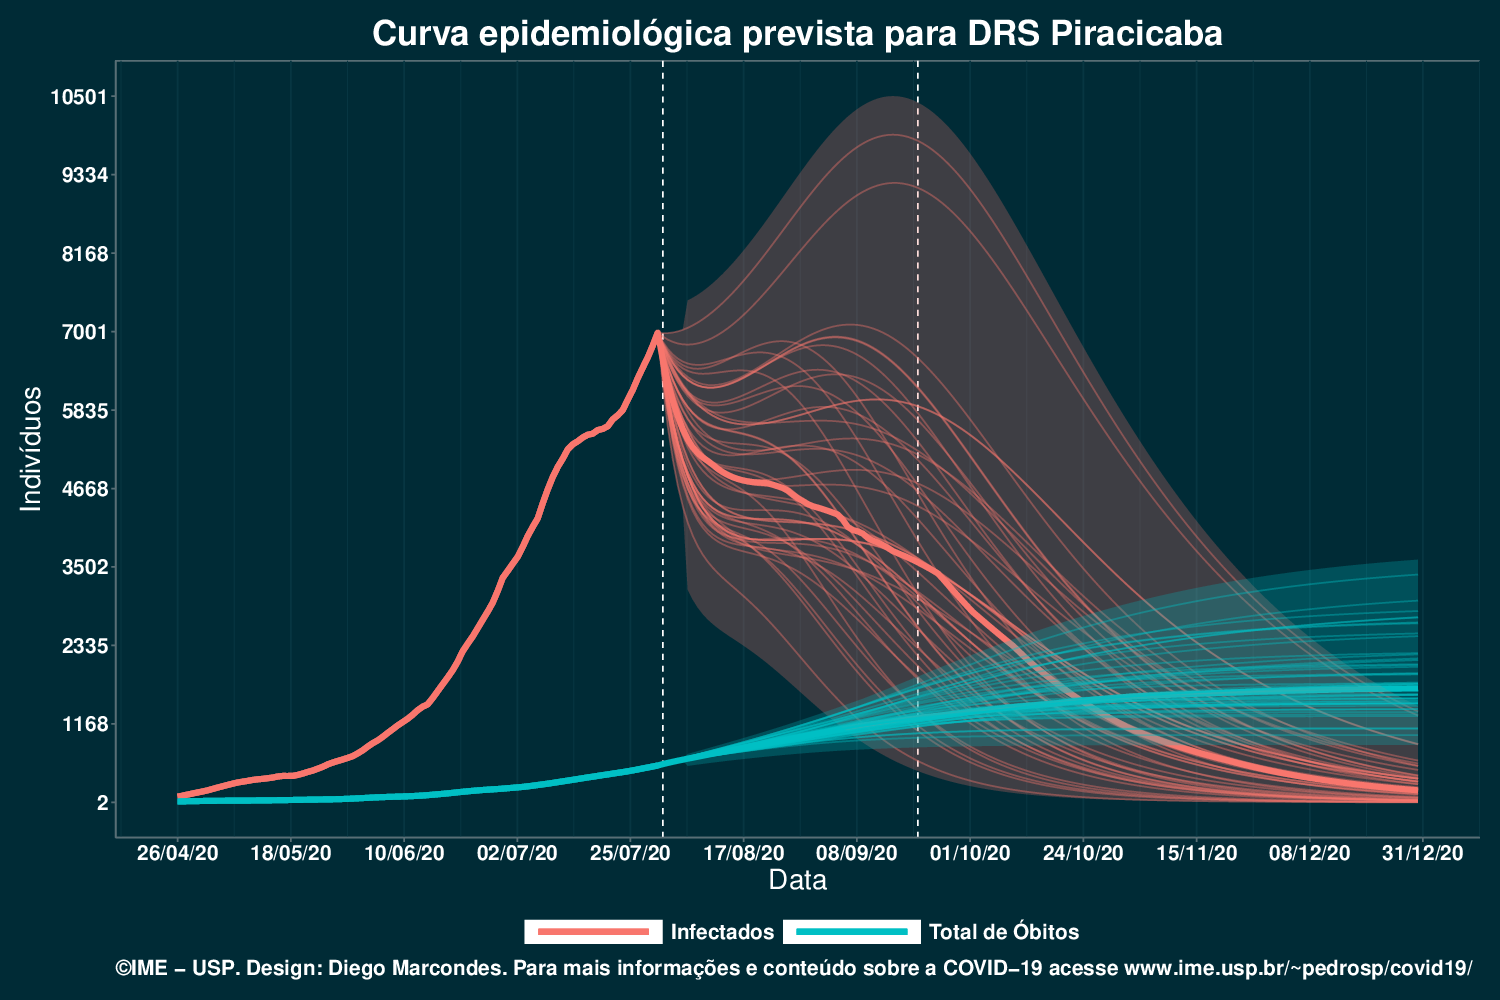 Curva epidemiológica prevista para DRS Piracicaba
10501
9334
8168
7001
5835
4668
3502
2335
1168
2
Indivíduos
26/04/20 18/05/20 10/06/20 02/07/20 25/07/20 17/08/20 08/09/20 01/10/20 24/10/20 15/11/20 08/12/20 31/12/20
Data
Infectados Total de Óbitos
©IME − USP. Design: Diego Marcondes. Para mais informações e conteúdo sobre a COVID−19 acesse www.ime.usp.br/~pedrosp/covid19/